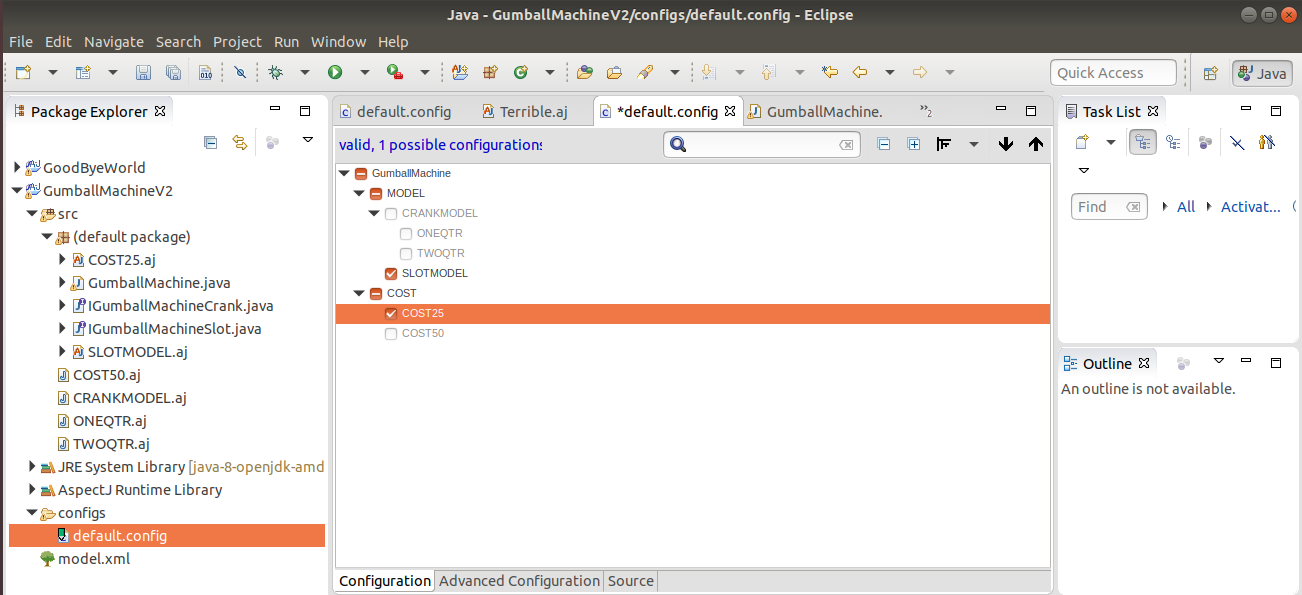 Java - GumballMachineV2/configs/default.config - Eclipse
File Edit Navigate Search Project Run Window Help
Quick Access
Java
Package Explorer
GoodByeWorld
GumballMachineV2
src
(default package)
COST25.aj
GumballMachine.java
IGumballMachineCrank.java
IGumballMachineSlot.java
SLOTMODEL.aj
COST50.aj
CRANKMODEL.aj
ONEQTR.aj
TWOQTR.aj
JRE System Library [java-8-openjdk-amd
AspectJ Runtime Library
configs
default.config
model.xml
default.config Terrible.aj *default.config GumballMachine. »2
valid, 1 possible configurations
GumballMachine
MODEL
CRANKMODEL
ONEQTR
TWOQTR
SLOTMODEL
COST
COST25
COST50
Configuration Advanced Configuration Source
Task List
Find All Activat...
Outline
An outline is not available.